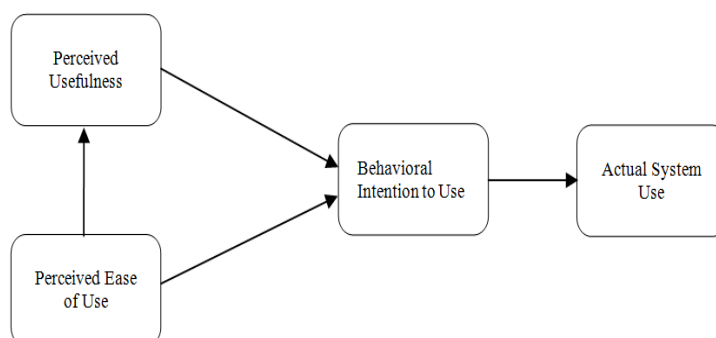 Perceived
Usefulness
Behavioral
Intention to Use
Actual System
Use
Perceived Ease
of Use